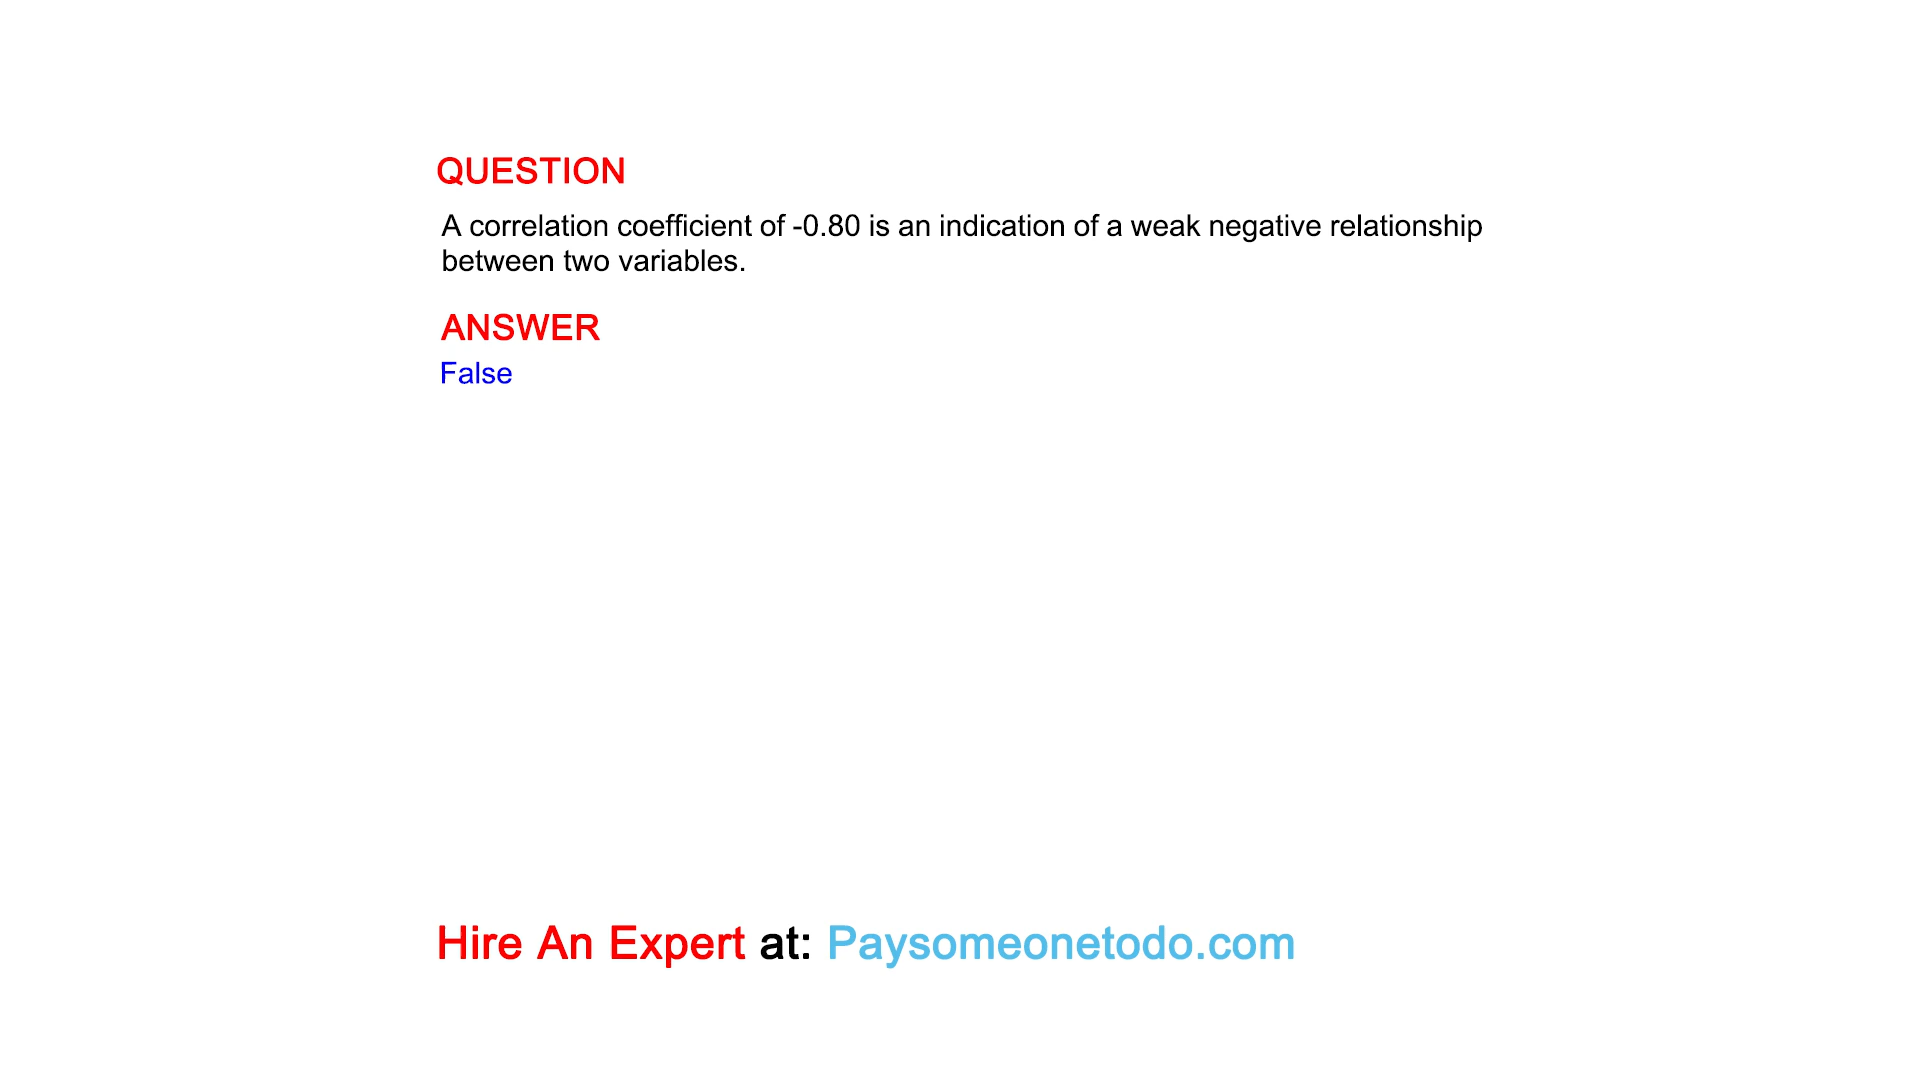 QUESTION
A correlation coefficient of -0.80 is an indication of a weak negative relationship
between two variables.
ANSWER
False
Hire An Expert at: Paysomeonetodo.com